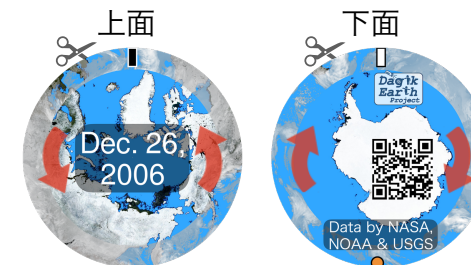 上面
下面
Dec. 26,
2006
Dagik
Earth
Project
Data by NASA,
NOAA & USGS